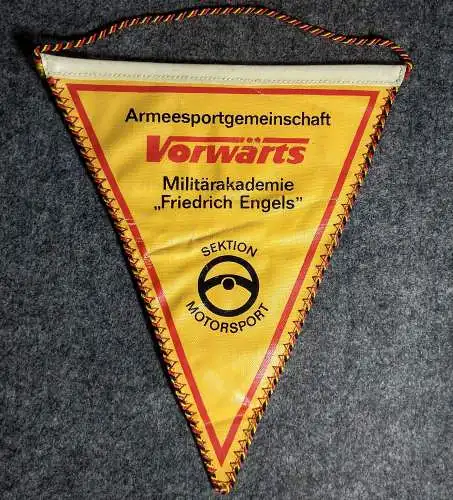 Armeesportgemeinschaft
Vorwärts
Militärakademie
„Friedrich Engels”
SEKTION
MOTORSPORT